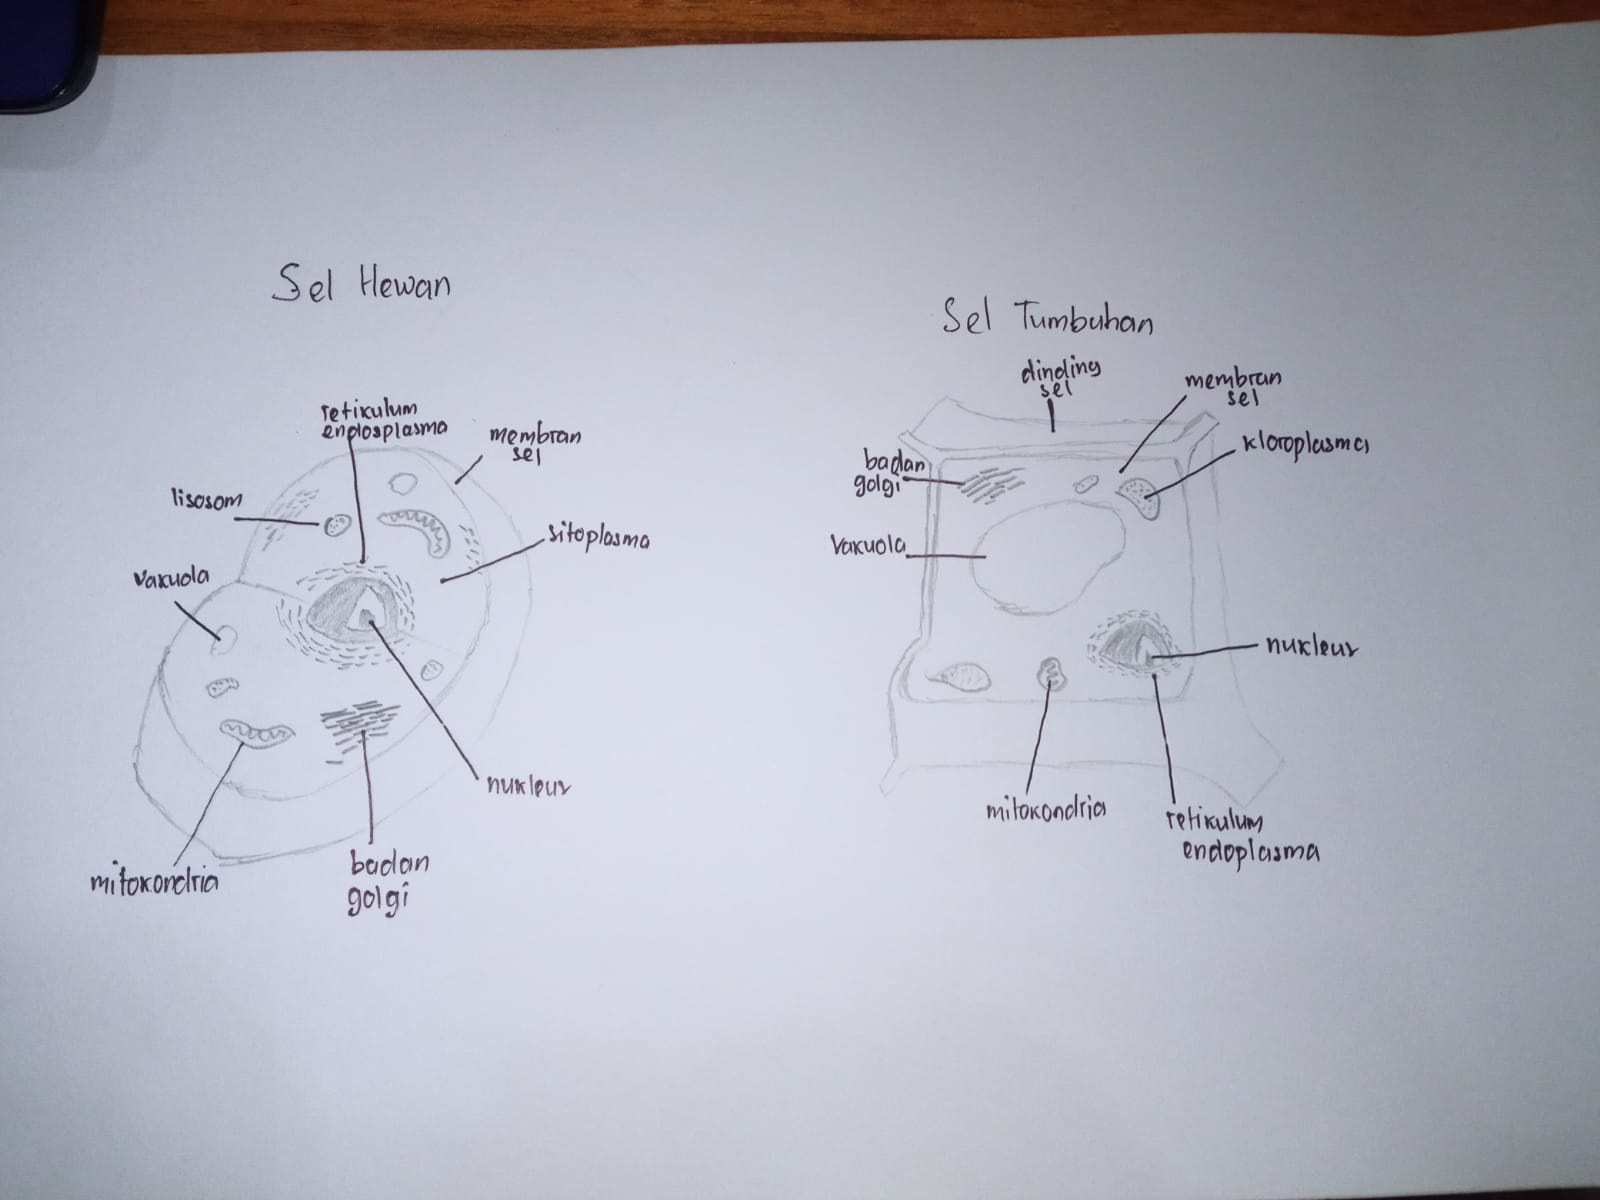 Sel Hewan
retikulum
endosplasma
membran
sel
lisosom
sitoplasma
vakuola
nukleus
mitokondria
badan
golgi
Sel Tumbuhan
dinding
sel
membran
sel
kloroplasma
badan
golgi
vakuola
nukleus
mitokondria
retikulum
endoplasma